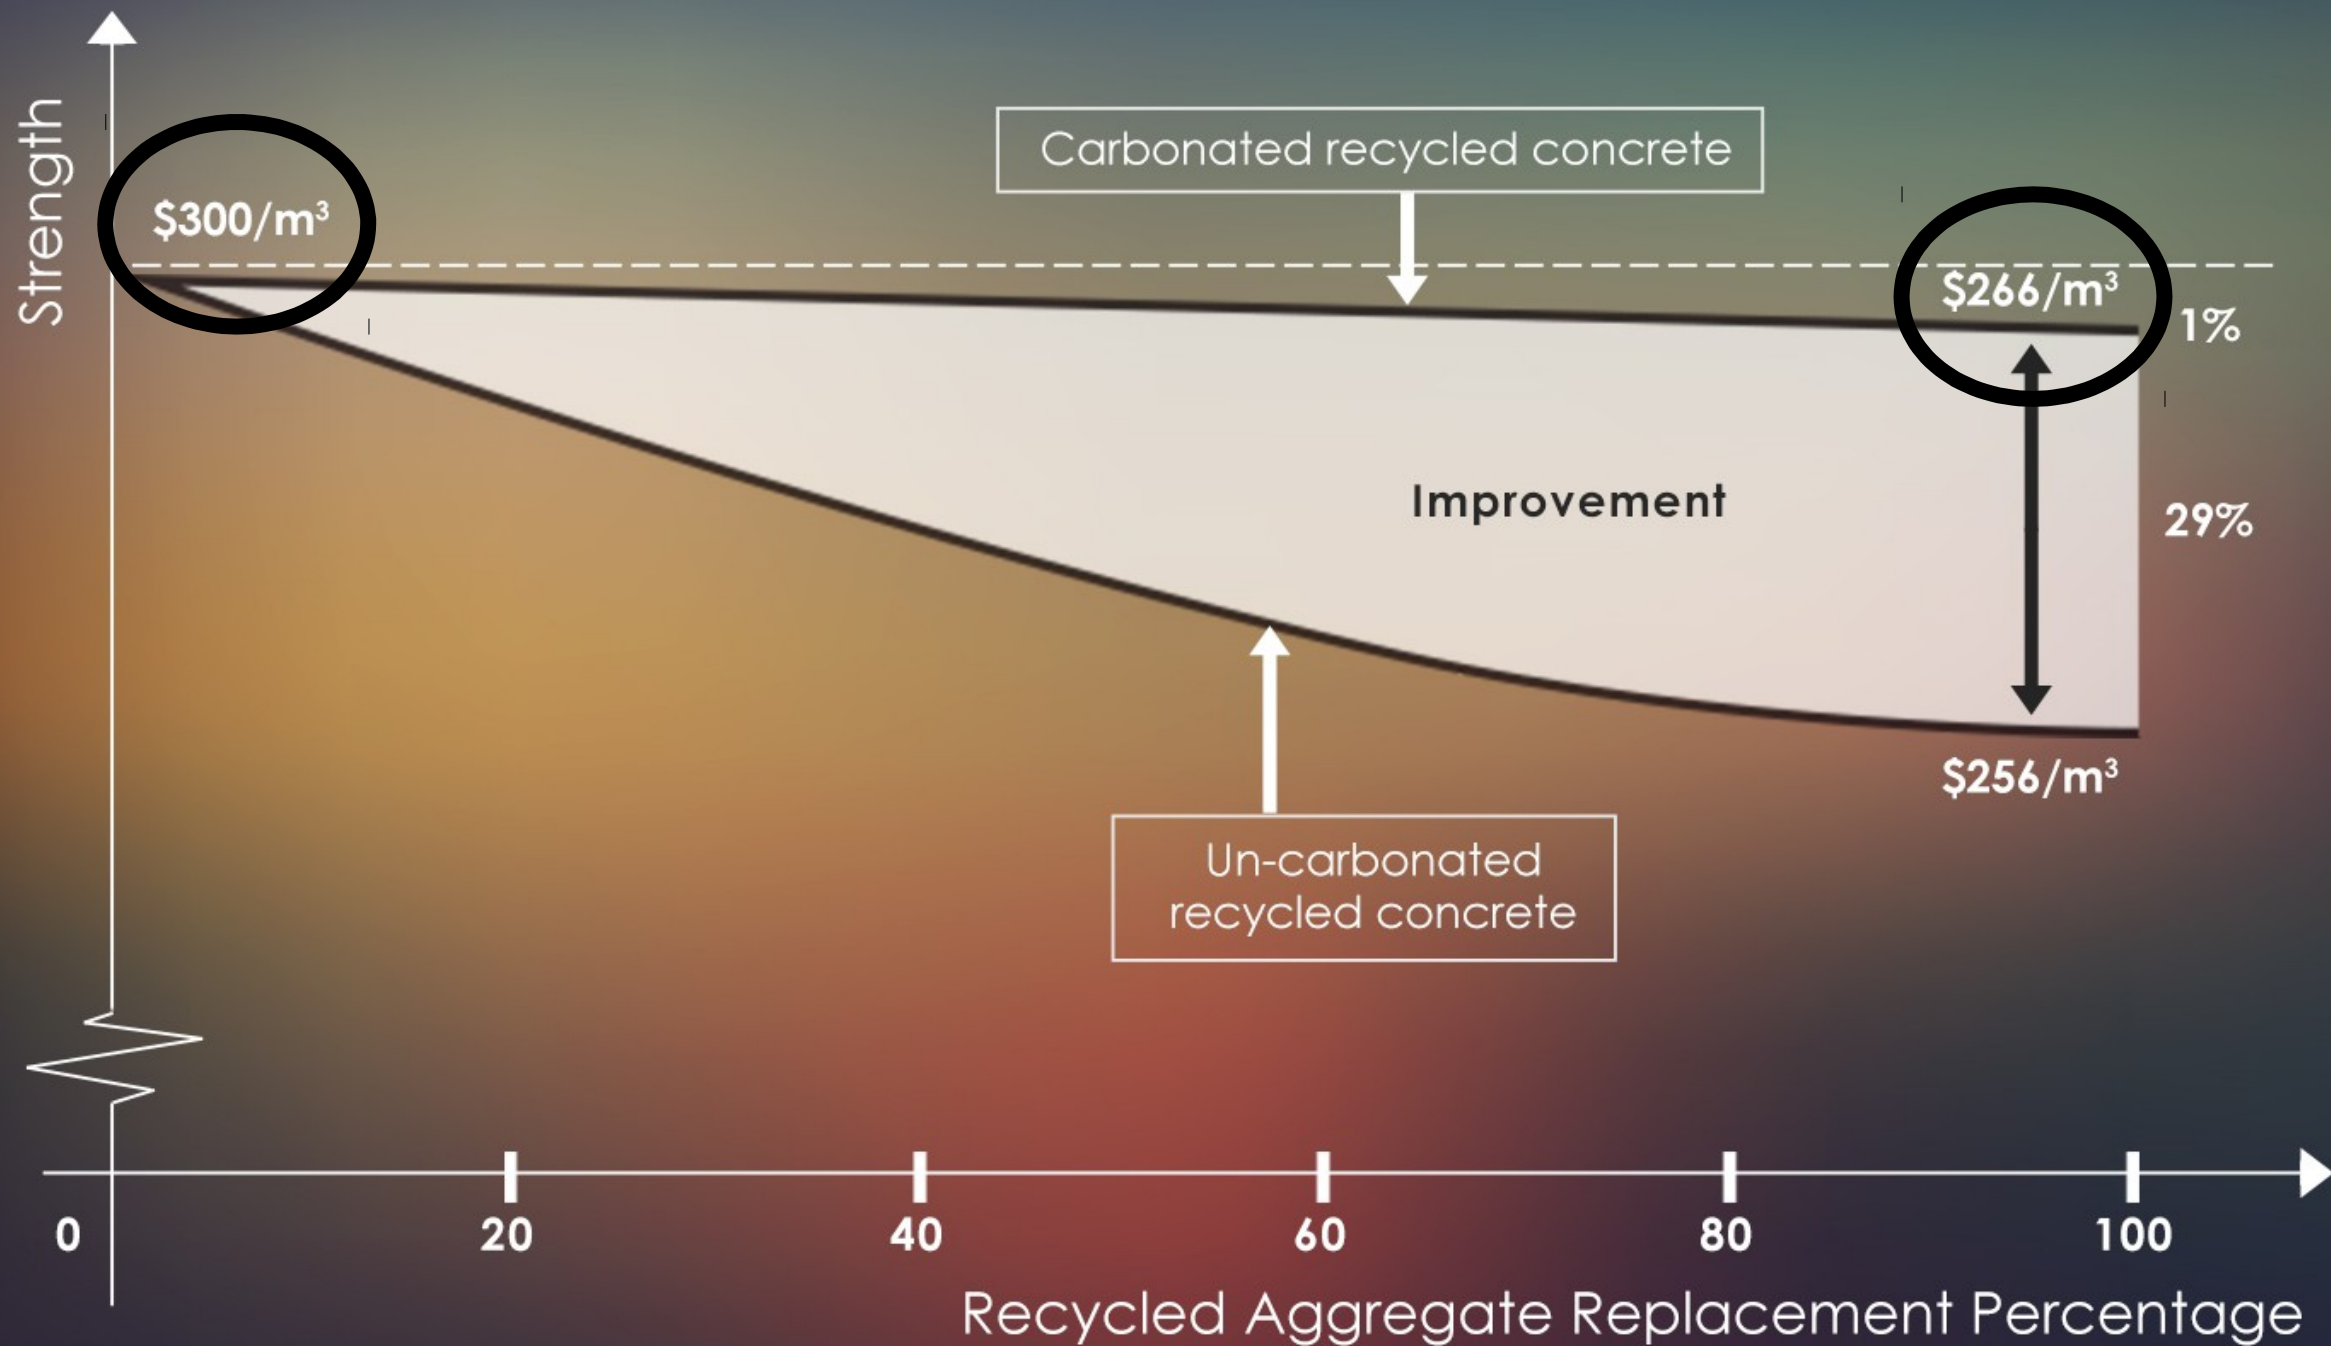 Strength
$300/m³
Carbonated recycled concrete
$266/m³
1%
Improvement
29%
$256/m³
Un-carbonated
recycled concrete
0
20
40
60
80
100
Recycled Aggregate Replacement Percentage